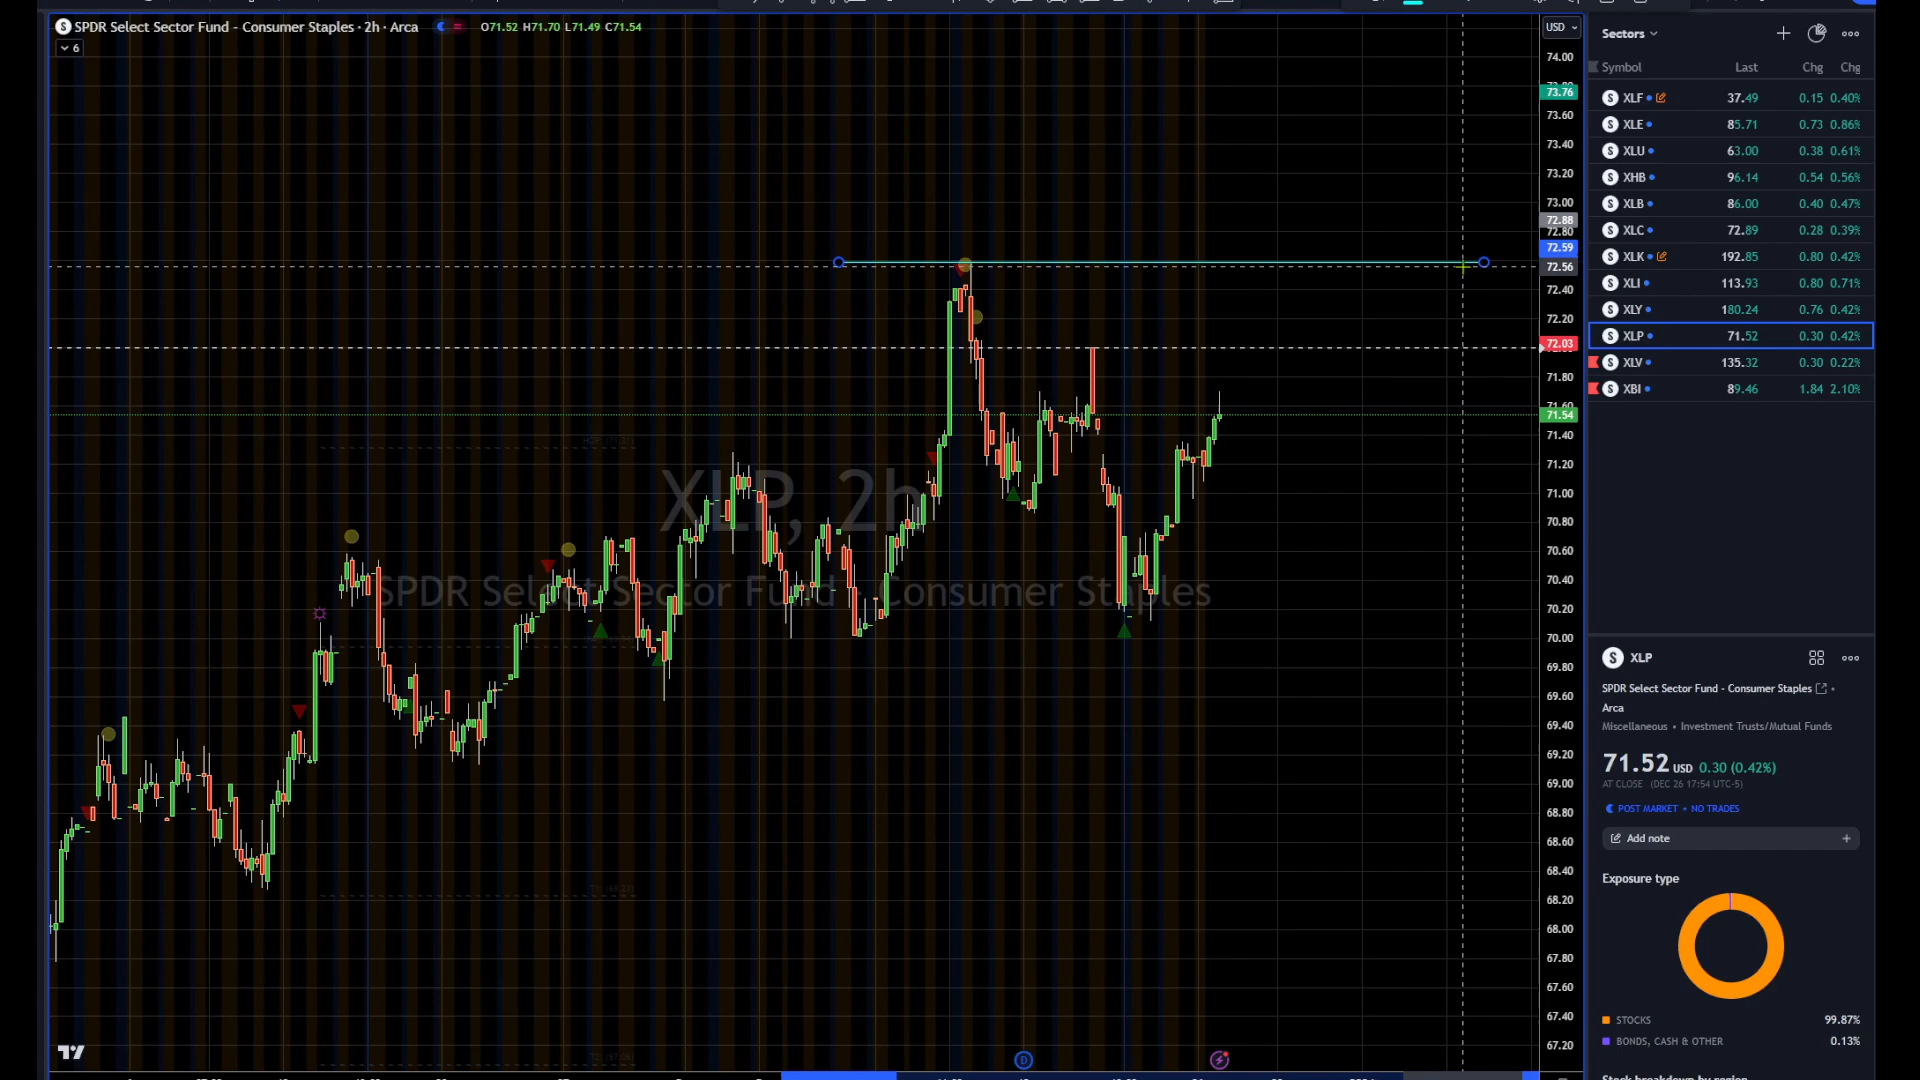 SPDR Select Sector Fund - Consumer Staples · 2h · Arca O71.52 H71.70 L71.49 C71.54
6
USD
74.00
73.76
73.60
73.40
73.20
73.00
72.88
72.80
72.59
72.56
72.40
72.20
72.03
71.80
71.60
71.54
71.40
71.20
71.00
70.80
70.60
70.40
70.20
70.00
69.80
69.60
69.40
69.20
69.00
68.80
68.60
68.40
68.20
68.00
67.80
67.60
67.40
67.20
XLP, 2h
SPDR Select Sector Fund - Consumer Staples
D
Sectors
Symbol Last Chg Chg
S XLF 37.49 0.15 0.40%
S XLE 85.71 0.73 0.86%
S XLU 63.00 0.38 0.61%
S XHB 96.14 0.54 0.56%
S XLB 86.00 0.40 0.47%
S XLC 72.89 0.28 0.39%
S XLK 192.85 0.80 0.42%
S XLI 113.93 0.80 0.71%
S XLY 180.24 0.76 0.42%
S XLP 71.52 0.30 0.42%
S XLV 135.32 0.30 0.22%
S XBI 89.46 1.84 2.10%
S XLP
SPDR Select Sector Fund - Consumer Staples
Arca
Miscellaneous • Investment Trusts/Mutual Funds
71.52 USD 0.30 (0.42%)
AT CLOSE (DEC 26 17:54 UTC-5)
POST MARKET • NO TRADES
Add note
Exposure type
STOCKS 99.87%
BONDS, CASH & OTHER 0.13%